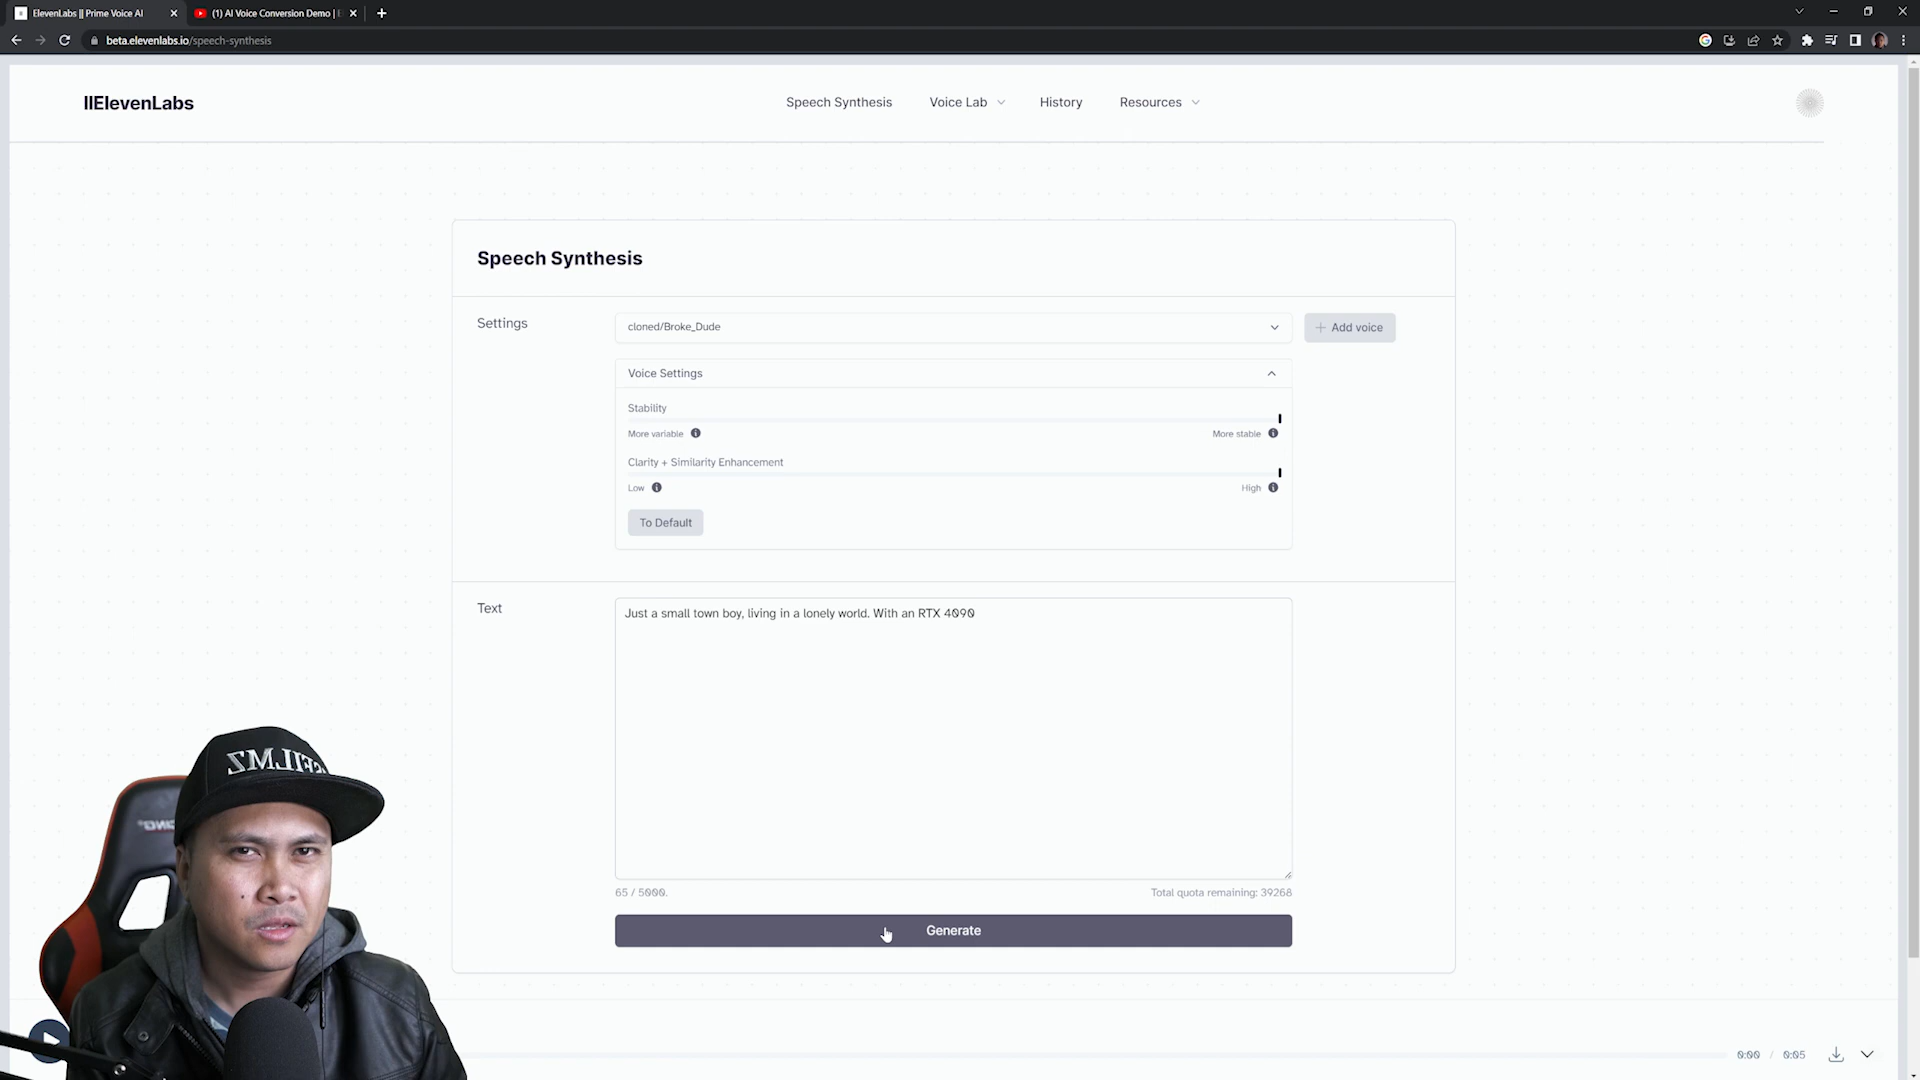 ElevenLabs || Prime Voice AI
(1) AI Voice Conversion Demo |
beta.elevenlabs.io/speech-synthesis
IIElevenLabs
Speech Synthesis
Voice Lab
History
Resources
Speech Synthesis
Settings
cloned/Broke_Dude
+ Add voice
Voice Settings
Stability
More variable
More stable
Clarity + Similarity Enhancement
Low
High
To Default
Text
Just a small town boy, living in a lonely world. With an RTX 4090
65 / 5000.
Total quota remaining: 39268
Generate
0:00 / 0:05